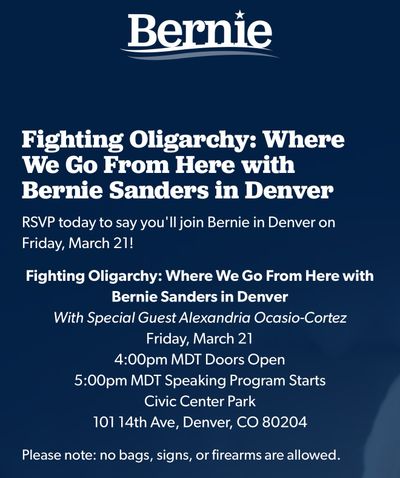 Bernie
Fighting Oligarchy: Where
We Go From Here with
Bernie Sanders in Denver
RSVP today to say you'll join Bernie in Denver on
Friday, March 21!
Fighting Oligarchy: Where We Go From Here with
Bernie Sanders in Denver
With Special Guest Alexandria Ocasio-Cortez
Friday, March 21
4:00pm MDT Doors Open
5:00pm MDT Speaking Program Starts
Civic Center Park
101 14th Ave, Denver, CO 80204
Please note: no bags, signs, or firearms are allowed.